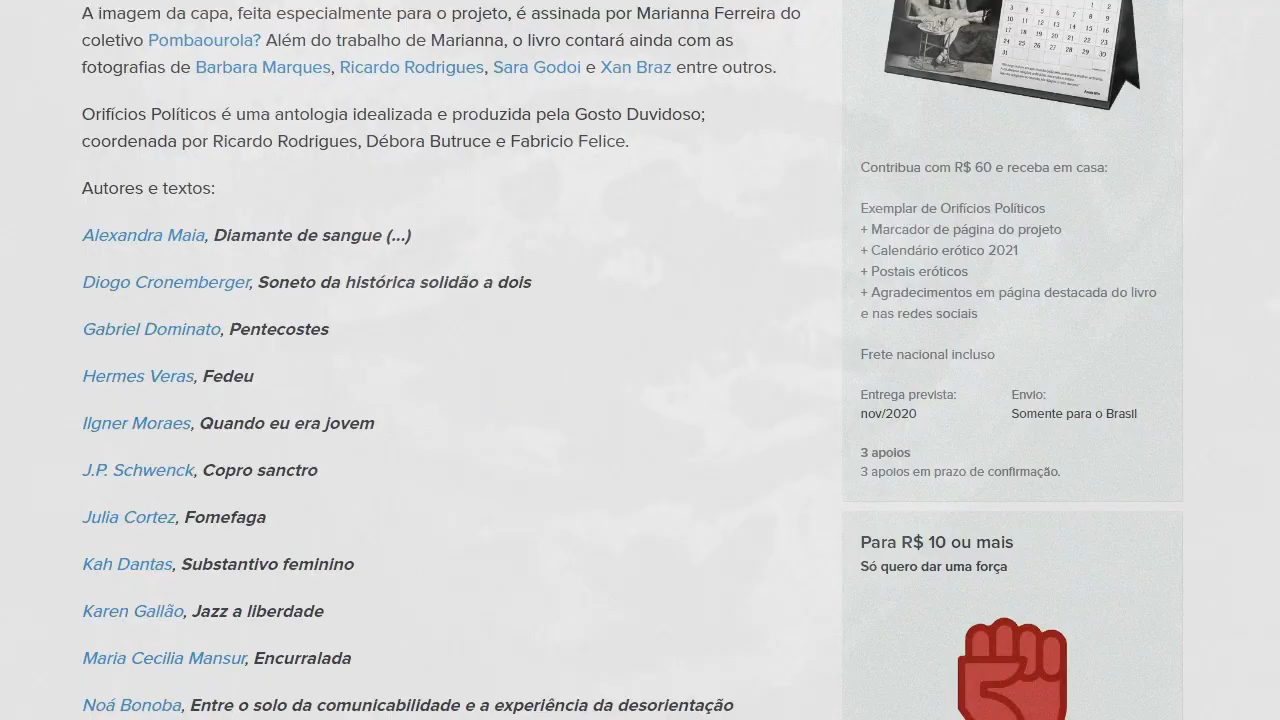 A imagem da capa, feita especialmente para o projeto, é assinada por Marianna Ferreira do
coletivo Pombaourola? Além do trabalho de Marianna, o livro contará ainda com as
fotografias de Barbara Marques, Ricardo Rodrigues, Sara Godoi e Xan Braz entre outros.
Orifícios Políticos é uma antologia idealizada e produzida pela Gosto Duvidoso;
coordenada por Ricardo Rodrigues, Débora Butruce e Fabricio Felice.
Autores e textos:
Alexandra Maia, Diamante de sangue (...)
Diogo Cronemberger, Soneto da histórica solidão a dois
Gabriel Dominato, Pentecostes
Hermes Veras, Fedeu
Ilgner Moraes, Quando eu era jovem
J.P. Schwenck, Copro sanctro
Julia Cortez, Fomefaga
Kah Dantas, Substantivo feminino
Karen Gallão, Jazz a liberdade
Maria Cecilia Mansur, Encurralada
Noá Bonoba, Entre o solo da comunicabilidade e a experiência da desorientação
Contribua com R$ 60 e receba em casa:
Exemplar de Orifícios Políticos
+ Marcador de página do projeto
+ Calendário erótico 2021
+ Postais eróticos
+ Agradecimentos em página destacada do livro
e nas redes sociais
Frete nacional incluso
Entrega prevista: Envio:
nov/2020 Somente para o Brasil
3 apoios
3 apoios em prazo de confirmação.
Para R$ 10 ou mais
Só quero dar uma força